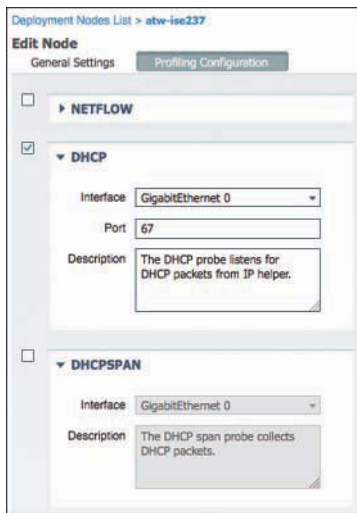 Deployment Nodes List > atw-ise237
Edit Node
General Settings
Profiling Configuration
NETFLOW
DHCP
Interface
GigabitEthernet 0
Port
67
Description
The DHCP probe listens for
DHCP packets from IP helper.
DHCPSPAN
Interface
GigabitEthernet 0
Description
The DHCP span probe collects
DHCP packets.